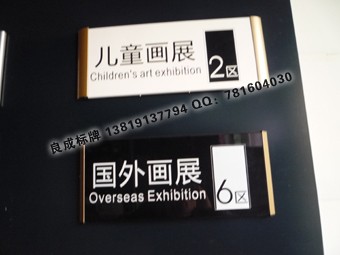 儿童画展
Children's art exhibition
2区
良成标牌 13819137794 QQ：781604030
国外画展
Overseas Exhibition
6区